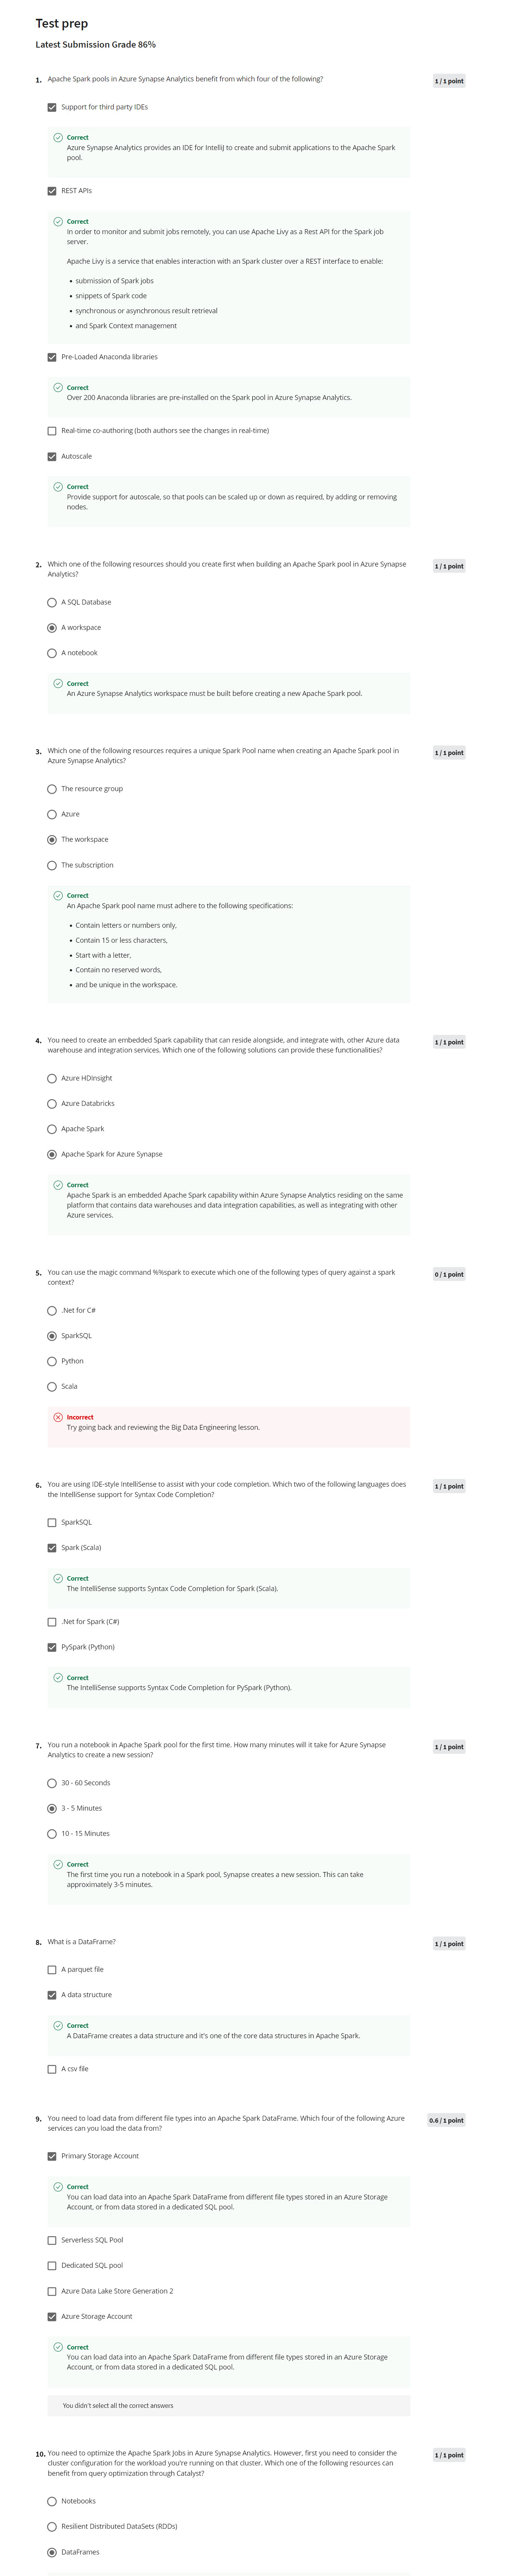 Test prep
Latest Submission Grade 86%
1. Apache Spark pools in Azure Synapse Analytics benefit from which four of the following?
1 / 1 point
Support for third party IDEs
Correct
Azure Synapse Analytics provides an IDE for IntelliJ to create and submit applications to the Apache Spark
pool.
REST APIs
Correct
In order to monitor and submit jobs remotely, you can use Apache Livy as a Rest API for the Spark job
server.
Apache Livy is a service that enables interaction with an Spark cluster over a REST interface to enable:
• submission of Spark jobs
• snippets of Spark code
• synchronous or asynchronous result retrieval
• and Spark Context management
Pre-Loaded Anaconda libraries
Correct
Over 200 Anaconda libraries are pre-installed on the Spark pool in Azure Synapse Analytics.
Real-time co-authoring (both authors see the changes in real-time)
Autoscale
Correct
Provide support for autoscale, so that pools can be scaled up or down as required, by adding or removing
nodes.
2. Which one of the following resources should you create first when building an Apache Spark pool in Azure Synapse
Analytics?
1 / 1 point
A SQL Database
A workspace
A notebook
Correct
An Azure Synapse Analytics workspace must be built before creating a new Apache Spark pool.
3. Which one of the following resources requires a unique Spark Pool name when creating an Apache Spark pool in
Azure Synapse Analytics?
1 / 1 point
The resource group
Azure
The workspace
The subscription
Correct
An Apache Spark pool name must adhere to the following specifications:
• Contain letters or numbers only,
• Contain 15 or less characters,
• Start with a letter,
• Contain no reserved words,
• and be unique in the workspace.
4. You need to create an embedded Spark capability that can reside alongside, and integrate with, other Azure data
warehouse and integration services. Which one of the following solutions can provide these functionalities?
1 / 1 point
Azure HDInsight
Azure Databricks
Apache Spark
Apache Spark for Azure Synapse
Correct
Apache Spark is an embedded Apache Spark capability within Azure Synapse Analytics residing on the same
platform that contains data warehouses and data integration capabilities, as well as integrating with other
Azure services.
5. You can use the magic command %%spark to execute which one of the following types of query against a spark
context?
0 / 1 point
.Net for C#
SparkSQL
Python
Scala
Incorrect
Try going back and reviewing the Big Data Engineering lesson.
6. You are using IDE-style IntelliSense to assist with your code completion. Which two of the following languages does
the IntelliSense support for Syntax Code Completion?
1 / 1 point
SparkSQL
Spark (Scala)
Correct
The IntelliSense supports Syntax Code Completion for Spark (Scala).
.Net for Spark (C#)
PySpark (Python)
Correct
The IntelliSense supports Syntax Code Completion for PySpark (Python).
7. You run a notebook in Apache Spark pool for the first time. How many minutes will it take for Azure Synapse
Analytics to create a new session?
1 / 1 point
30 - 60 Seconds
3 - 5 Minutes
10 - 15 Minutes
Correct
The first time you run a notebook in a Spark pool, Synapse creates a new session. This can take
approximately 3-5 minutes.
8. What is a DataFrame?
1 / 1 point
A parquet file
A data structure
Correct
A DataFrame creates a data structure and it's one of the core data structures in Apache Spark.
A csv file
9. You need to load data from different file types into an Apache Spark DataFrame. Which four of the following Azure
services can you load the data from?
0.6 / 1 point
Primary Storage Account
Correct
You can load data into an Apache Spark DataFrame from different file types stored in an Azure Storage
Account, or from data stored in a dedicated SQL pool.
Serverless SQL Pool
Dedicated SQL pool
Azure Data Lake Store Generation 2
Azure Storage Account
Correct
You can load data into an Apache Spark DataFrame from different file types stored in an Azure Storage
Account, or from data stored in a dedicated SQL pool.
You didn't select all the correct answers
10. You need to optimize the Apache Spark Jobs in Azure Synapse Analytics. However, first you need to consider the
cluster configuration for the workload you're running on that cluster. Which one of the following resources can
benefit from query optimization through Catalyst?
1 / 1 point
Notebooks
Resilient Distributed DataSets (RDDs)
DataFrames